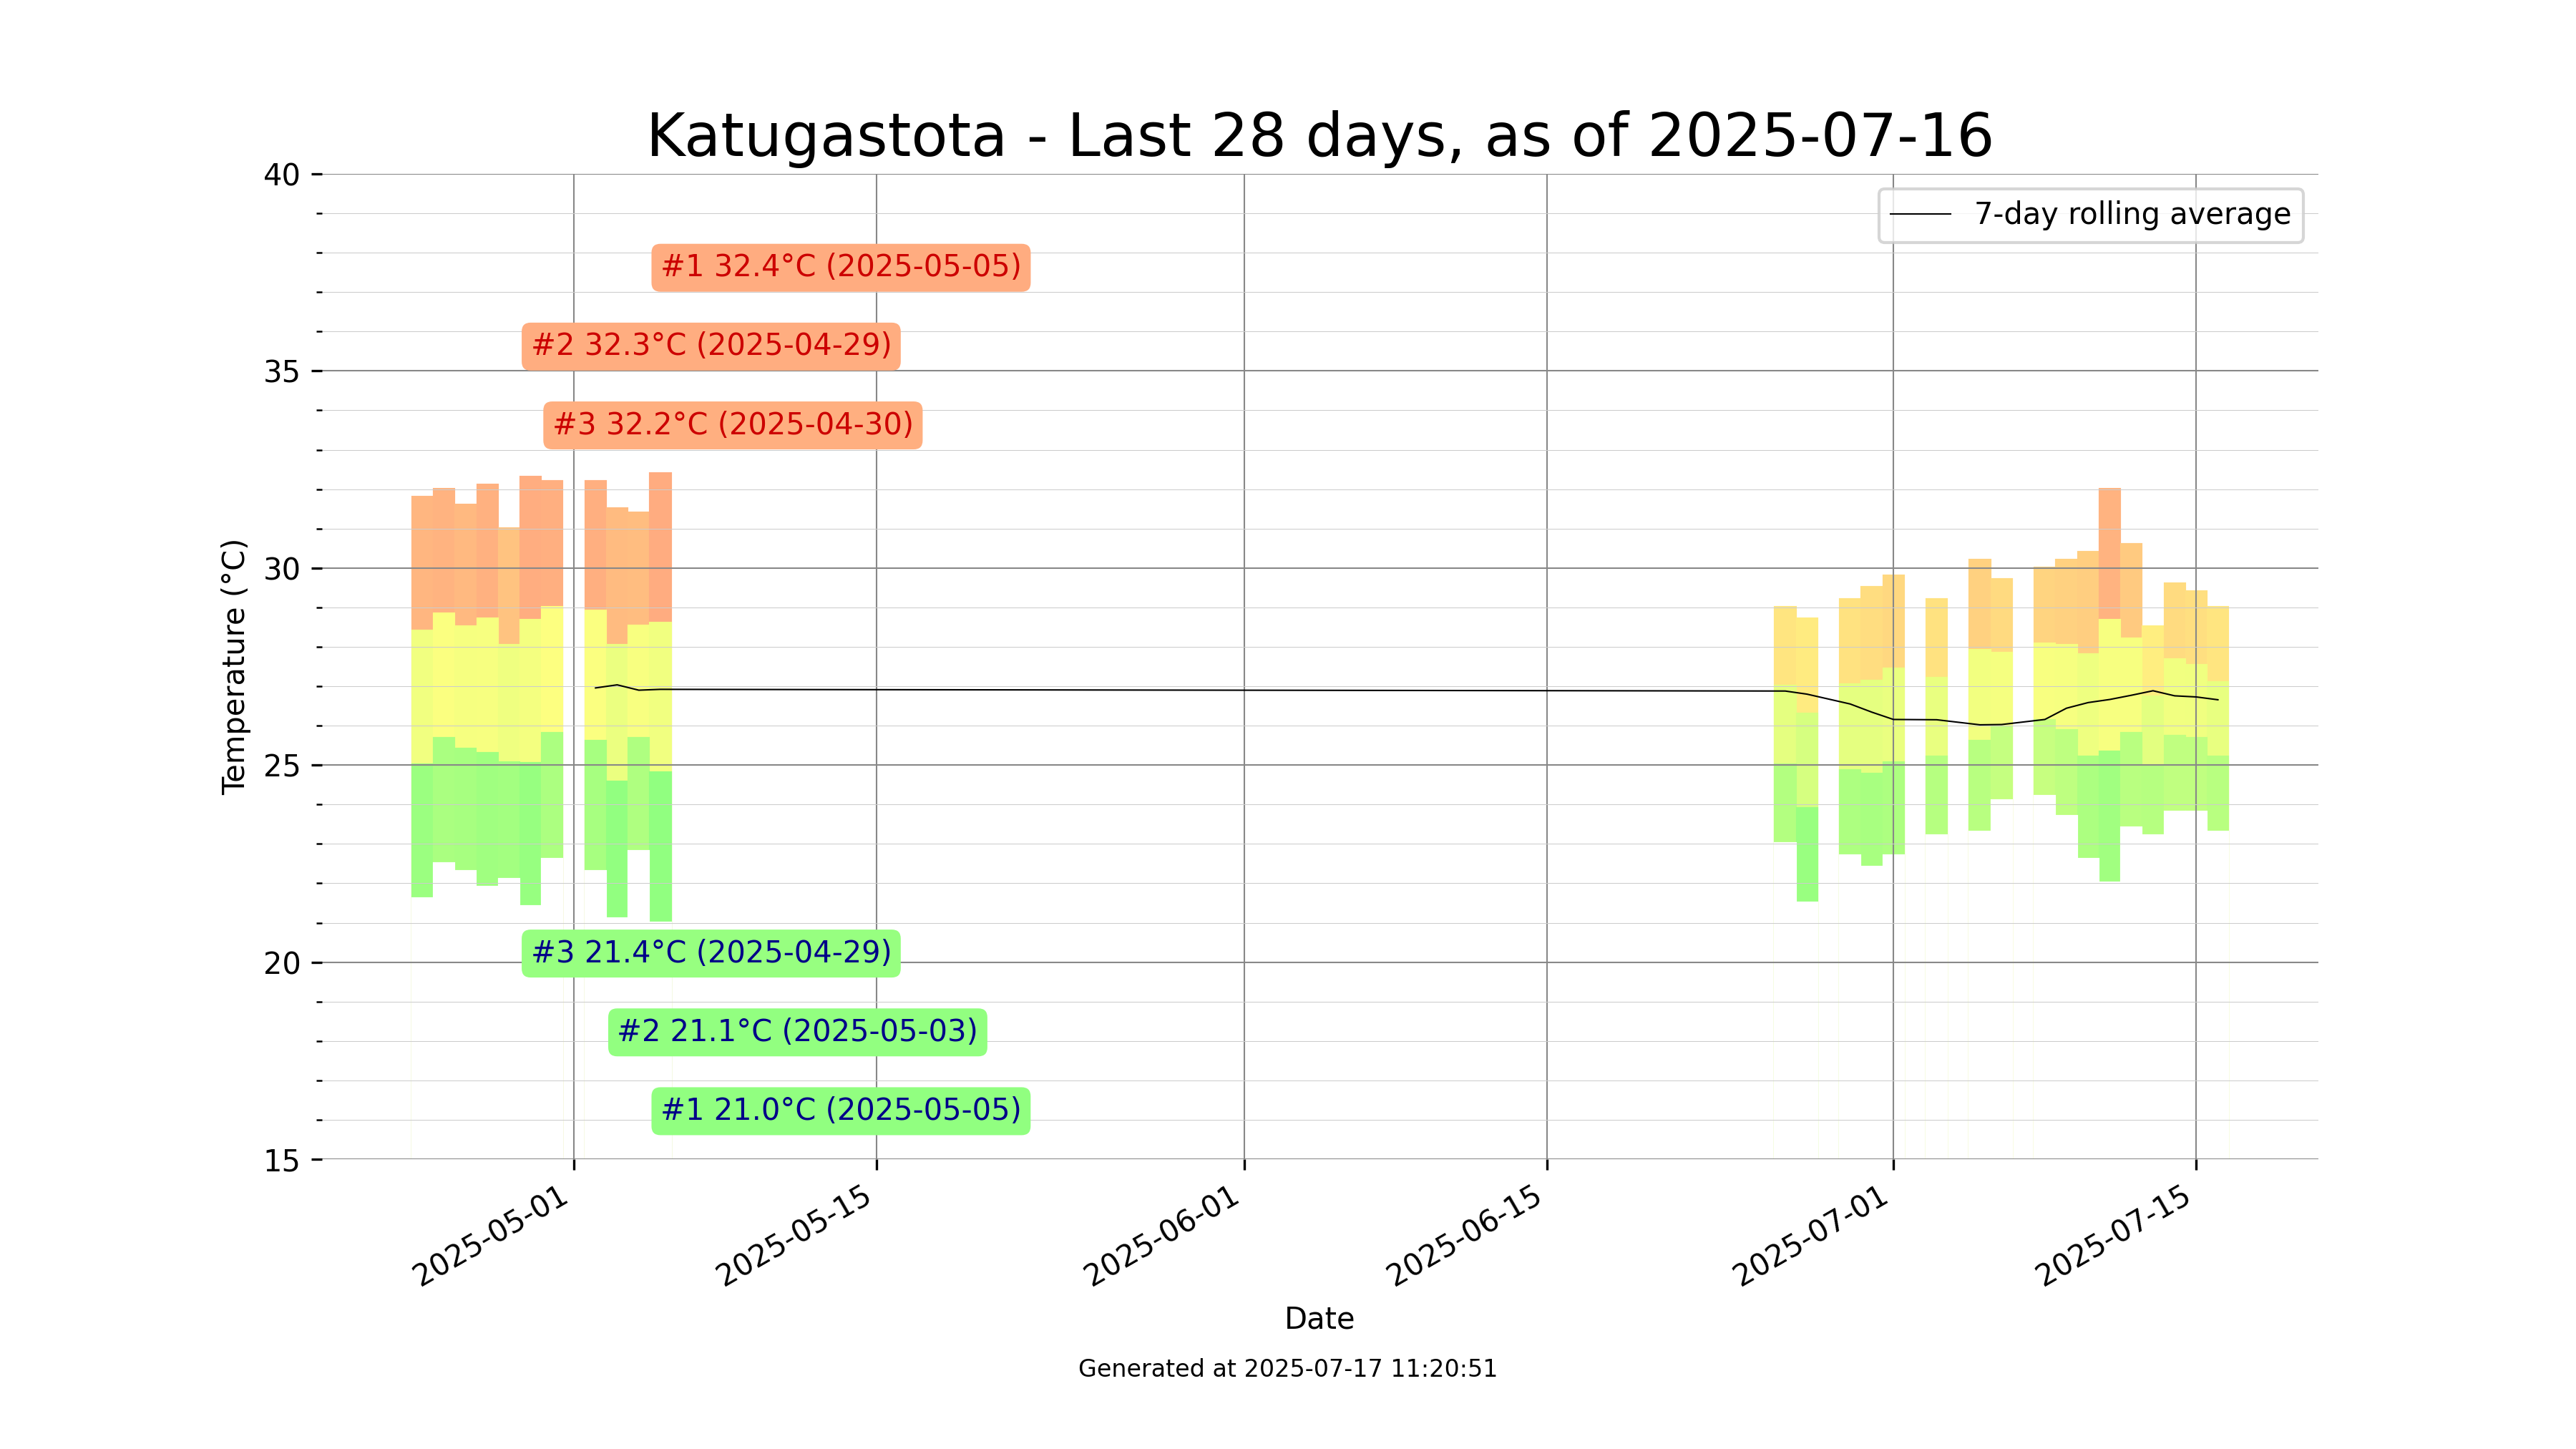 Katugastota - Last 28 days, as of 2025-07-16
7-day rolling average
Temperature (°C)
40
35
30
25
20
15
#1 32.4°C (2025-05-05)
#2 32.3°C (2025-04-29)
#3 32.2°C (2025-04-30)
#3 21.4°C (2025-04-29)
#2 21.1°C (2025-05-03)
#1 21.0°C (2025-05-05)
2025-05-01
2025-05-15
2025-06-01
2025-06-15
2025-07-01
2025-07-15
Date
Generated at 2025-07-17 11:20:51